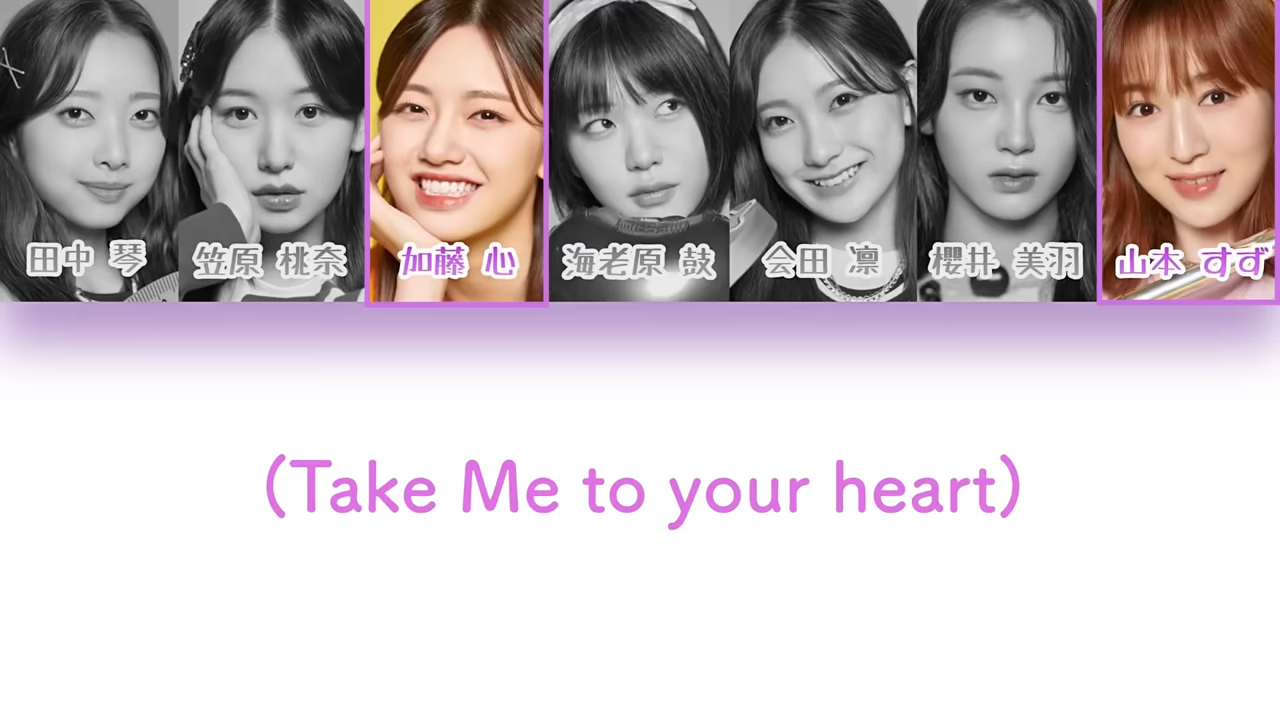 田中 琴
笠原 桃奈
加藤 心
海老原 鼓
会田 凛
櫻井 美羽
山本 すず
(Take Me to your heart)